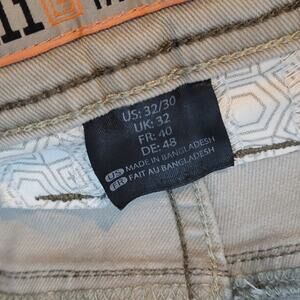 US: 32/30
UK: 32
FR: 40
DE: 48
US MADE IN BANGLADESH
FR FAIT AU BANGLADESH